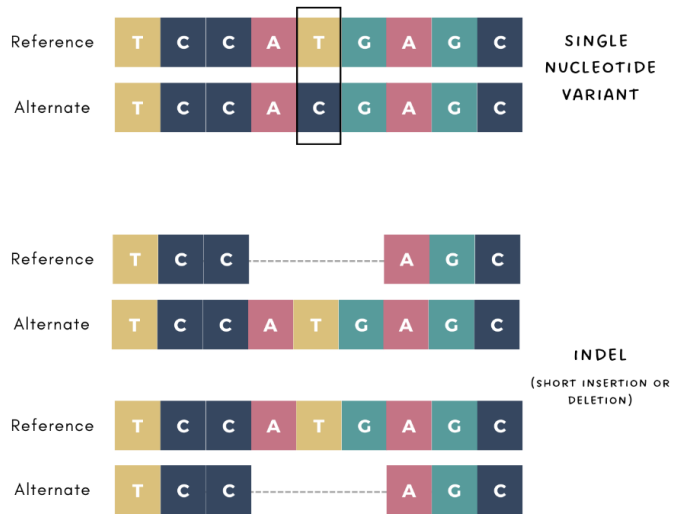 Reference T C C A T G A G C
Alternate T C C A C G A G C
SINGLE
NUCLEOTIDE
VARIANT
Reference T C C A G C
Alternate T C C A T G A G C
INDEL
(SHORT INSERTION OR
DELETION)
Reference T C C A T G A G C
Alternate T C C A G C